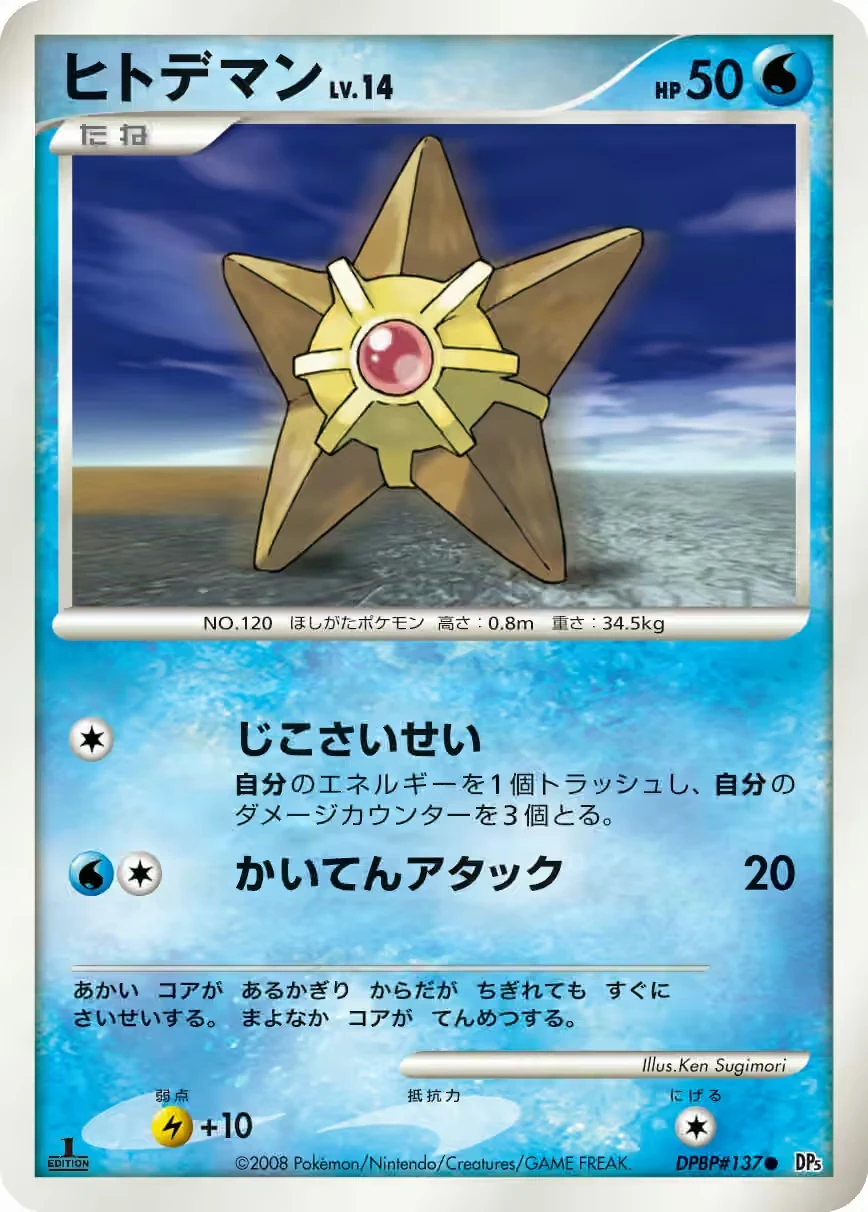 ヒトデマン LV.14 HP 50
たね
NO.120 ほしがたポケモン 高さ:0.8m 重さ:34.5kg
じこさいせい
自分のエネルギーを1個トラッシュし、自分の
ダメージカウンターを3個とる。
かいてんアタック 20
あかい コアが あるかぎり からだが ちぎれても すぐに
さいせいする。 まよなか コアが てんめつする。
Illus.Ken Sugimori
弱点 抵抗力 にげる
+10
1 EDITION
©2008 Pokémon/Nintendo/Creatures/GAME FREAK.
DPBP#137● DP5